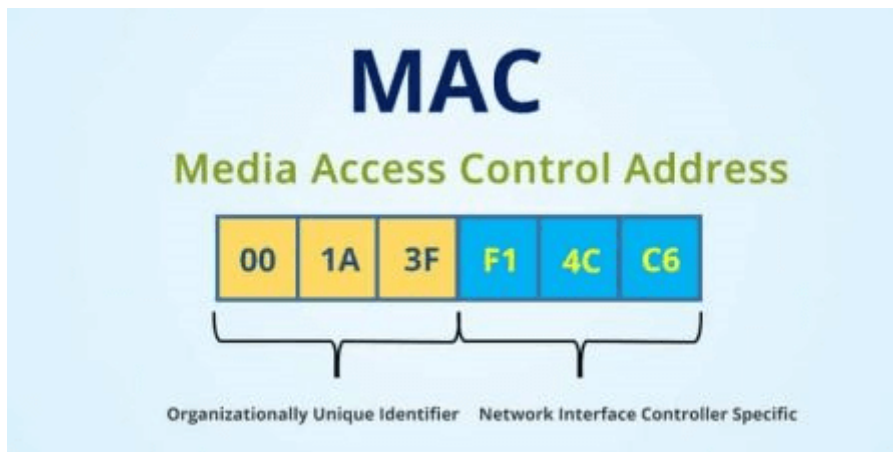 MAC
Media Access Control Address
00 1A 3F F1 4C C6
Organizationally Unique Identifier Network Interface Controller Specific